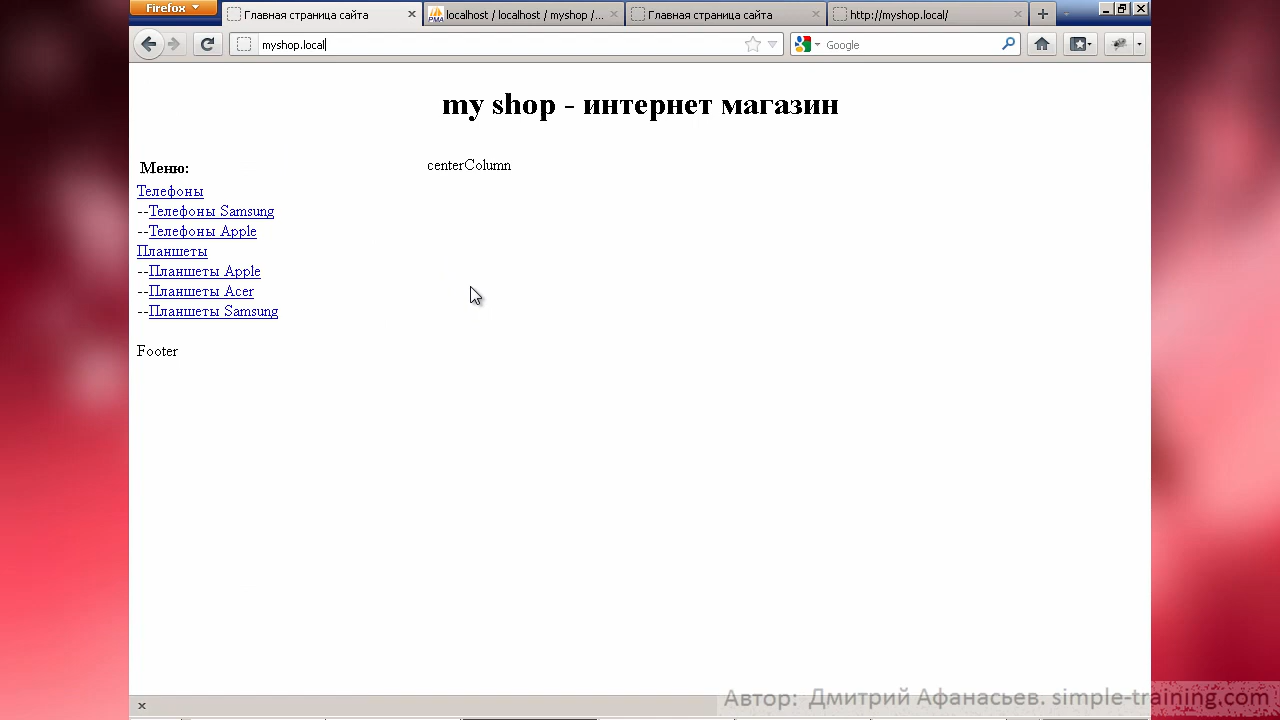 Firefox
Главная страница сайта
PMA
localhost / localhost / myshop /...
Главная страница сайта
http://myshop.local/
myshop.local
Google
my shop - интернет магазин
Меню:
centerColumn
Телефоны
--Телефоны Samsung
--Телефоны Apple
Планшеты
--Планшеты Apple
--Планшеты Acer
--Планшеты Samsung
Footer
Автор: Дмитрий Афанасьев. simple-training.com